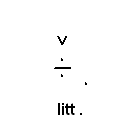 v
÷ .
litt .